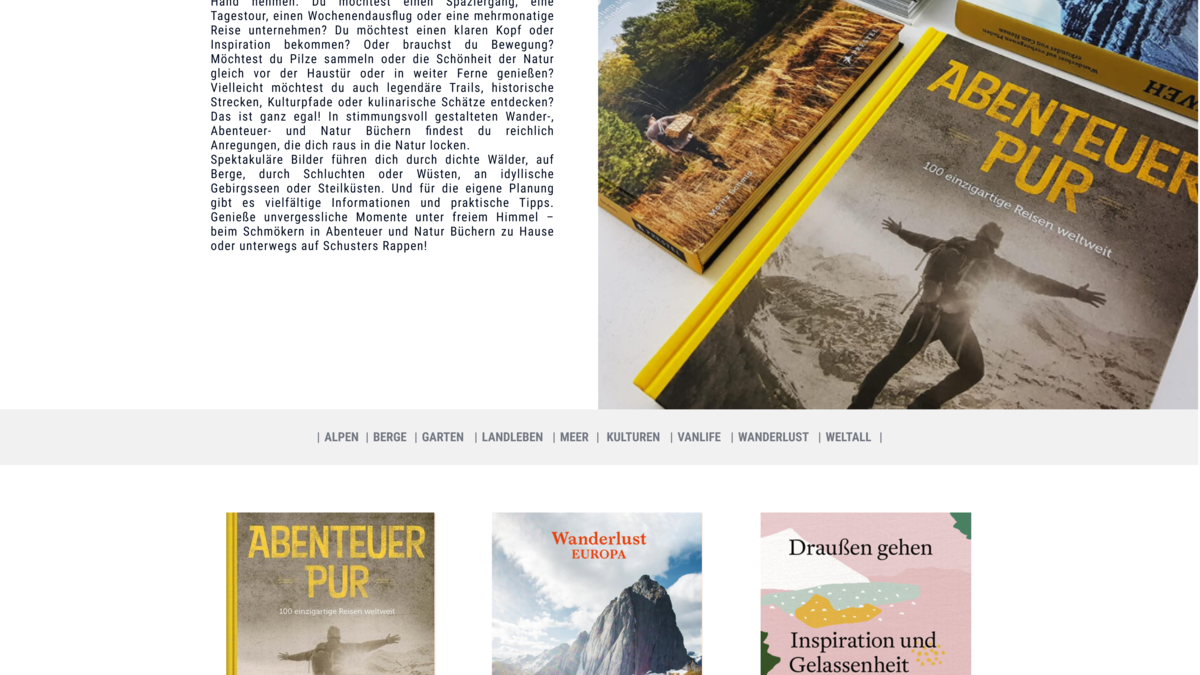 Hand nehmen. Du möchtest einen Spaziergang, eine
Tagestour, einen Wochenendausflug oder eine mehrmonatige
Reise unternehmen? Du möchtest einen klaren Kopf oder
Inspiration bekommen? Oder brauchst du Bewegung?
Möchtest du Pilze sammeln oder die Schönheit der Natur
gleich vor der Haustür oder in weiter Ferne genießen?
Vielleicht möchtest du auch legendäre Trails, historische
Strecken, Kulturpfade oder kulinarische Schätze entdecken?
Das ist ganz egal! In stimmungsvoll gestalteten Wander-,
Abenteuer- und Natur Büchern findest du reichlich
Anregungen, die dich raus in die Natur locken.
Spektakuläre Bilder führen dich durch dichte Wälder, auf
Berge, durch Schluchten oder Wüsten, an idyllische
Gebirgsseen oder Steilküsten. Und für die eigene Planung
gibt es vielfältige Informationen und praktische Tipps.
Genieße unvergessliche Momente unter freiem Himmel –
beim Schmökern in Abenteuer und Natur Büchern zu Hause
oder unterwegs auf Schusters Rappen!
ABENTEUER
PUR
100 einzigartige Reisen weltweit
| ALPEN | BERGE | GARTEN | LANDLEBEN | MEER | KULTUREN | VANLIFE | WANDERLUST | WELTALL |
ABENTEUER
PUR
100 einzigartige Reisen weltweit
Wanderlust
EUROPA
Draußen gehen
Inspiration und
Gelassenheit